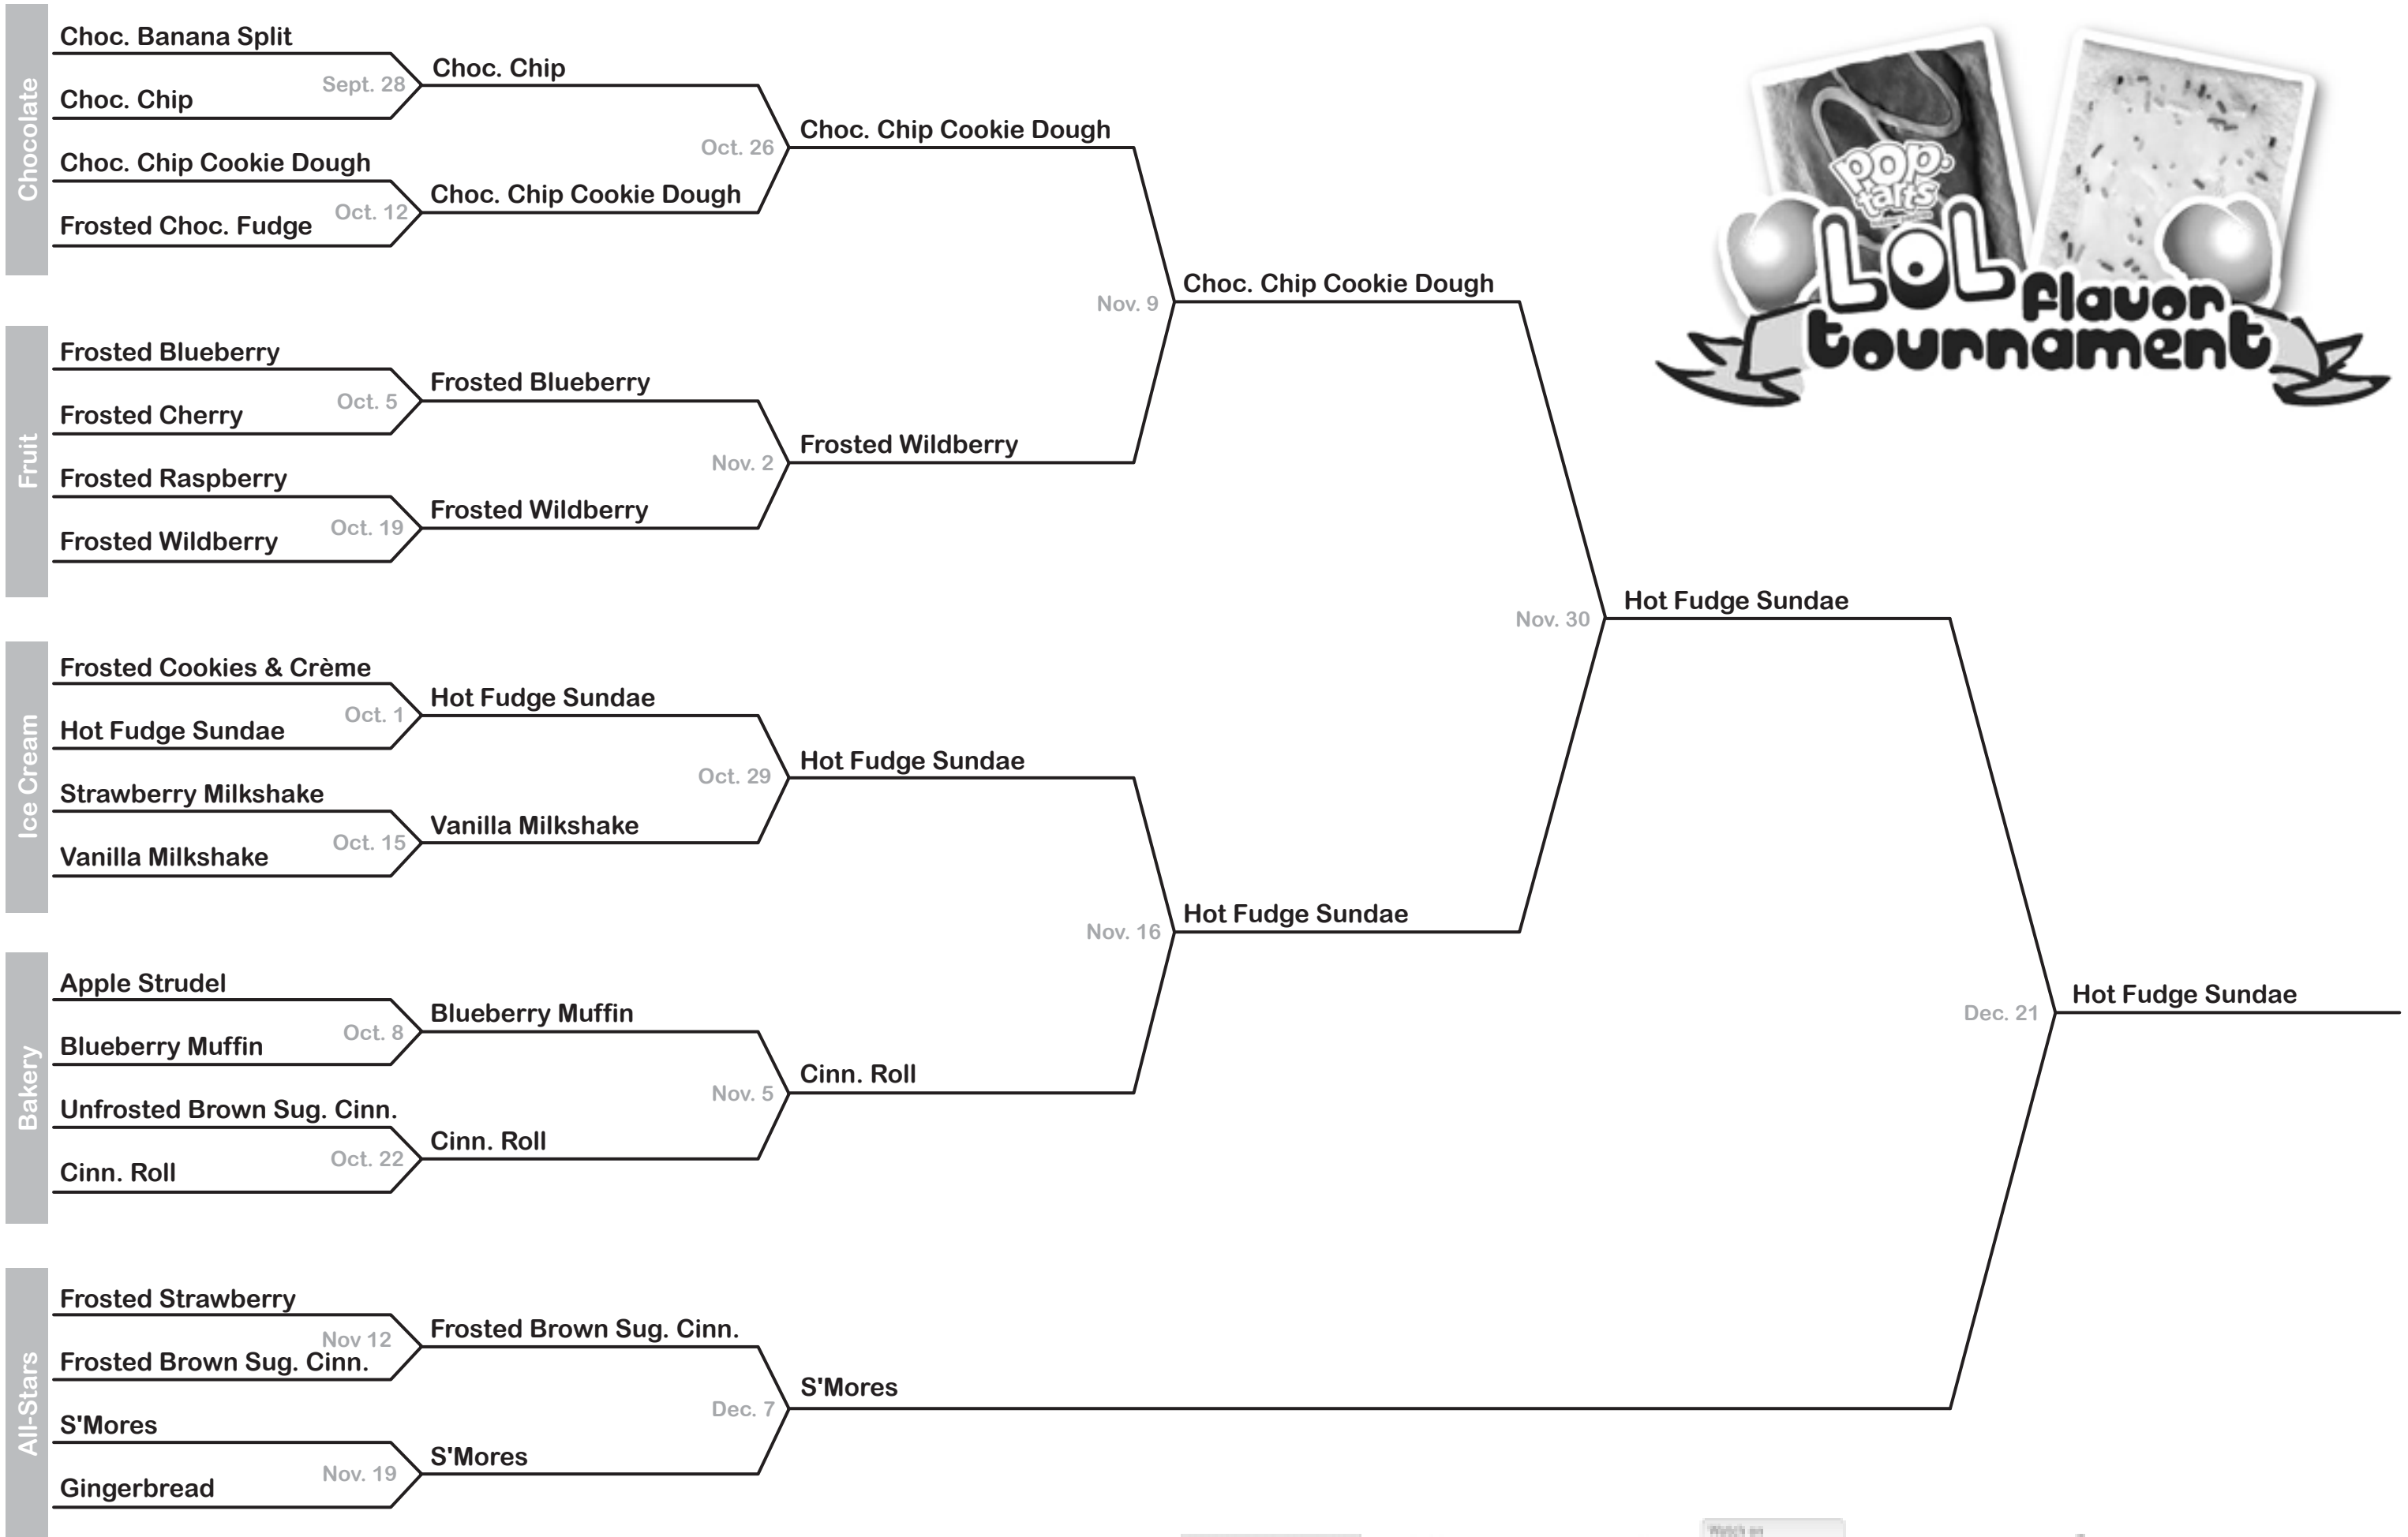 Chocolate
Choc. Banana Split
Sept. 28
Choc. Chip
Choc. Chip Cookie Dough
Oct. 12
Frosted Choc. Fudge
Choc. Chip
Oct. 26
Choc. Chip Cookie Dough
Choc. Chip Cookie Dough
Fruit
Frosted Blueberry
Oct. 5
Frosted Cherry
Frosted Raspberry
Oct. 19
Frosted Wildberry
Frosted Blueberry
Nov. 2
Frosted Wildberry
Frosted Wildberry
Nov. 9
Choc. Chip Cookie Dough
Ice Cream
Frosted Cookies & Crème
Oct. 1
Hot Fudge Sundae
Strawberry Milkshake
Oct. 15
Vanilla Milkshake
Hot Fudge Sundae
Oct. 29
Vanilla Milkshake
Hot Fudge Sundae
Bakery
Apple Strudel
Oct. 8
Blueberry Muffin
Unfrosted Brown Sug. Cinn.
Oct. 22
Cinn. Roll
Blueberry Muffin
Nov. 5
Cinn. Roll
Cinn. Roll
Nov. 16
Hot Fudge Sundae
Nov. 30
Hot Fudge Sundae
All-Stars
Frosted Strawberry
Nov 12
Frosted Brown Sug. Cinn.
S'Mores
Nov. 19
Gingerbread
Frosted Brown Sug. Cinn.
Dec. 7
S'Mores
S'Mores
Dec. 21
Hot Fudge Sundae
POP.
tarts
LOL flavor
tournament